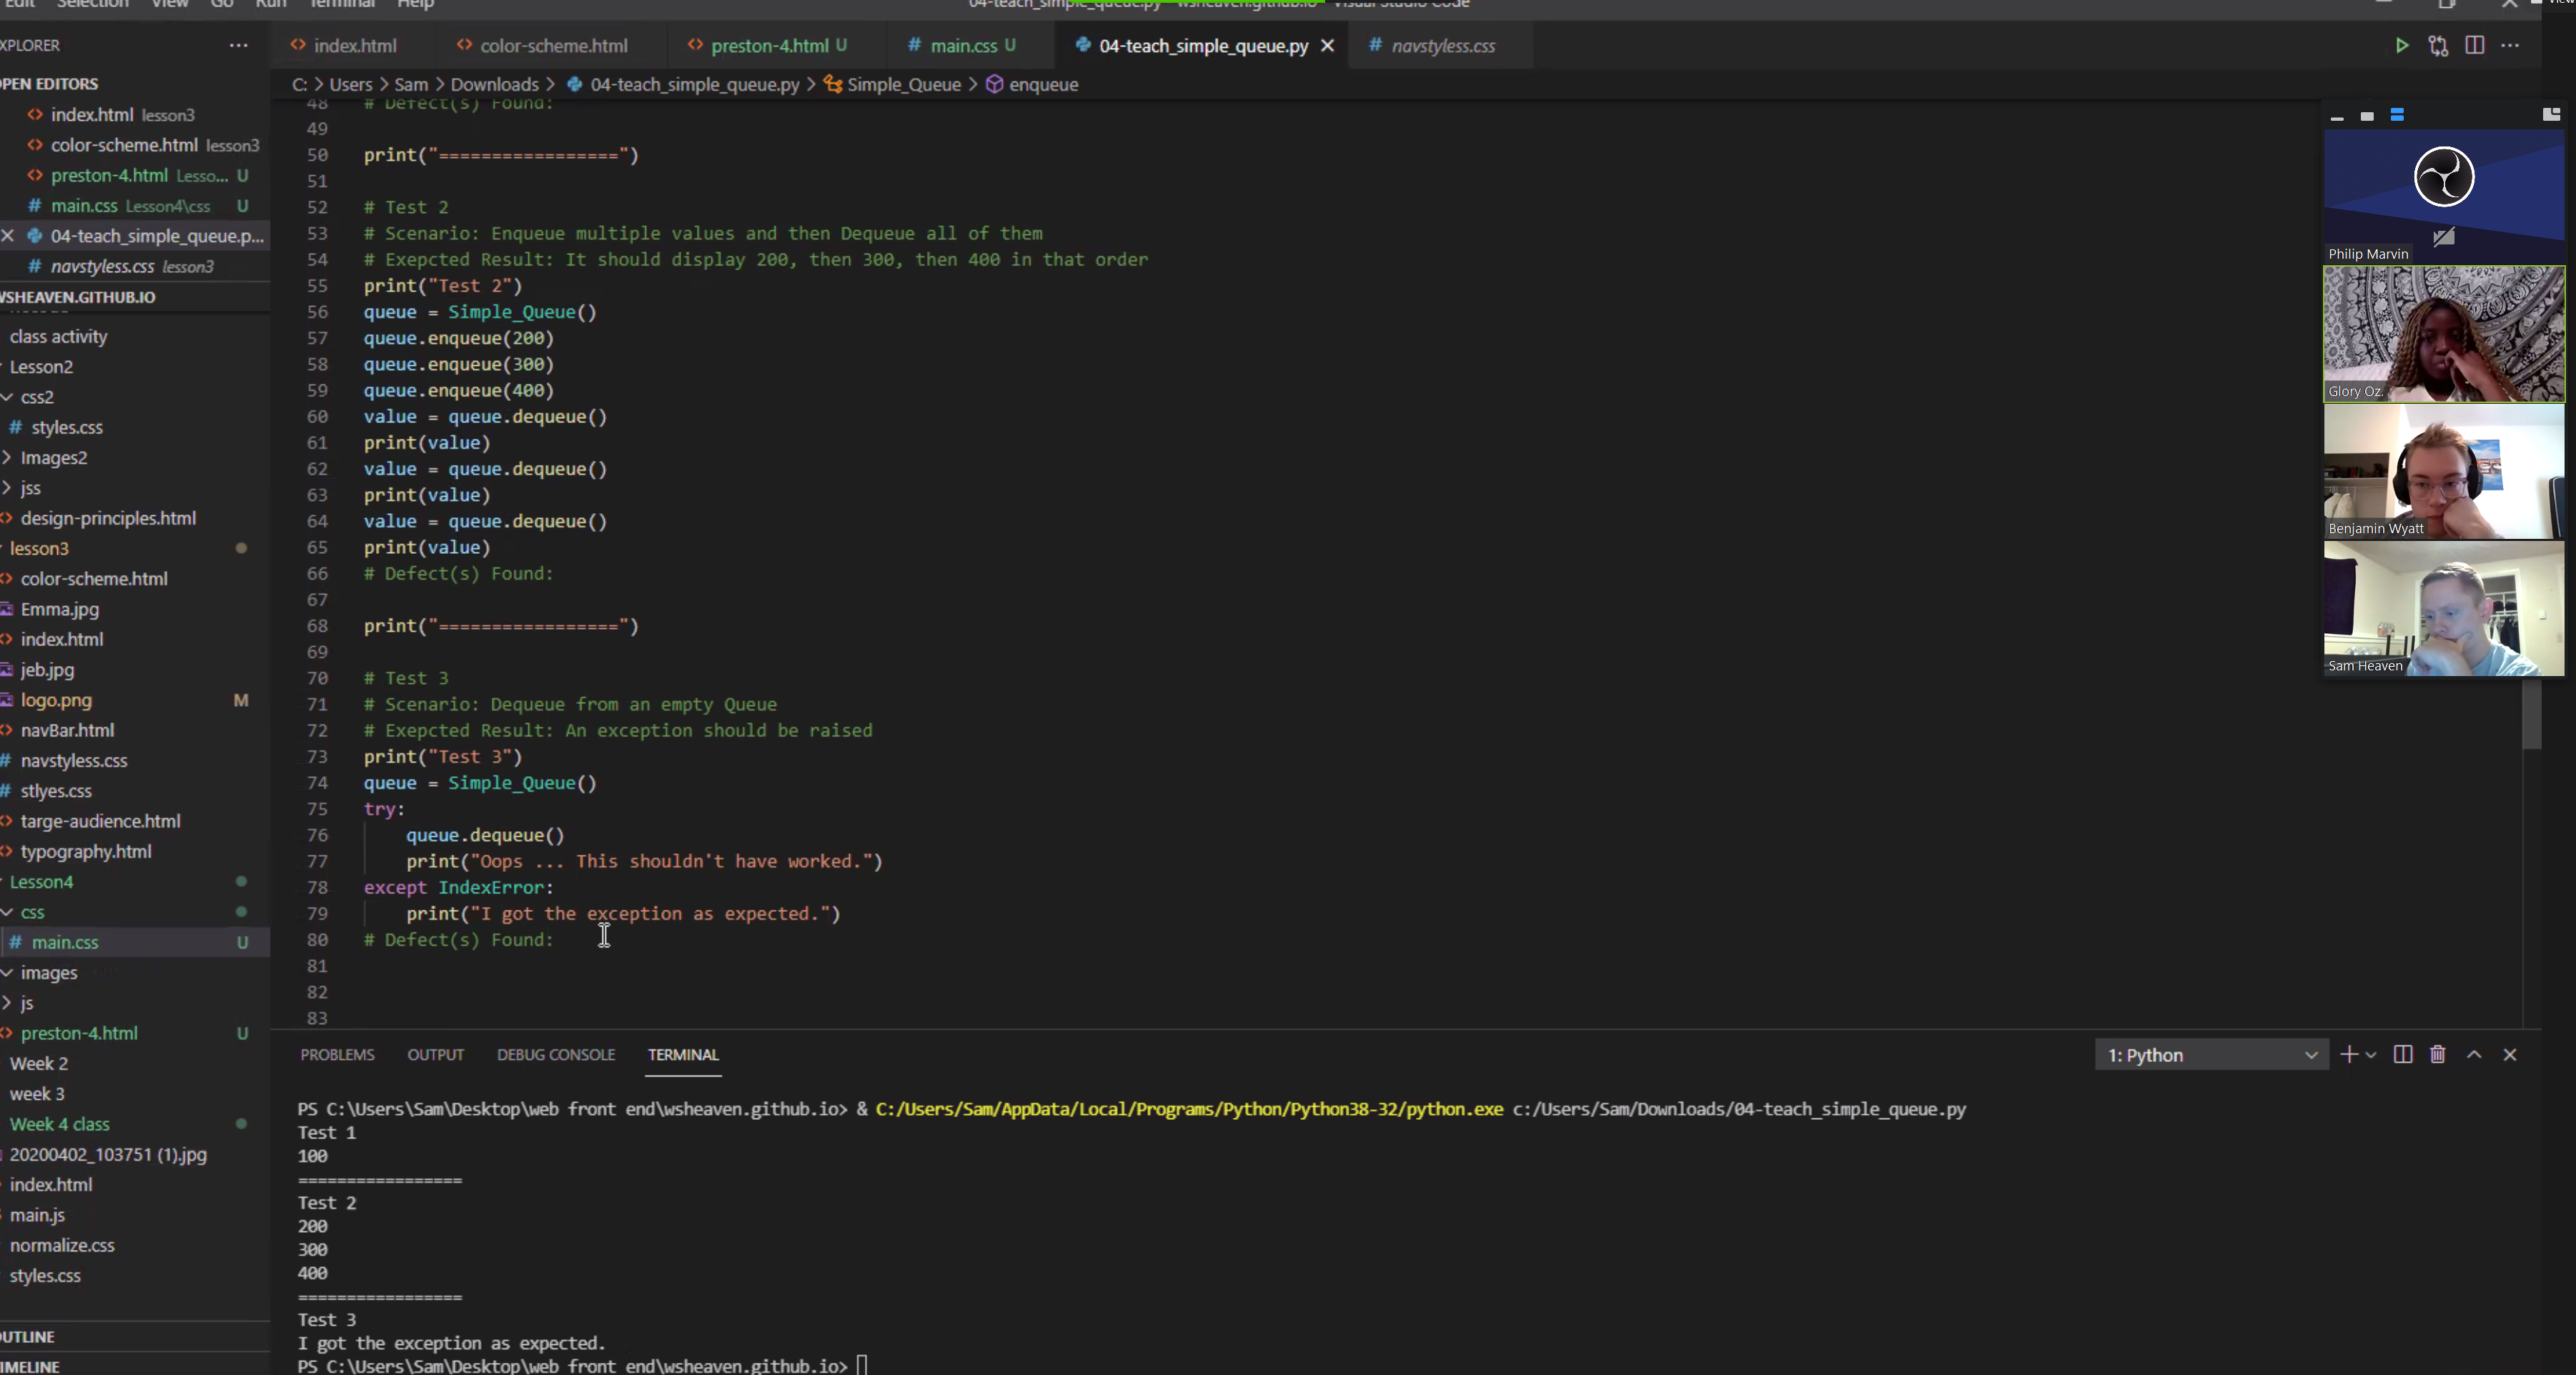 Edit Selection View Go Run Terminal Help
04-teach_simple_queue.py - wsheaven.github.io - Visual Studio Code
View
XPLORER ...
index.html
color-scheme.html
preston-4.html U
main.css U
04-teach_simple_queue.py
navstyless.css
C: > Users > Sam > Downloads > 04-teach_simple_queue.py > Simple_Queue > enqueue
OPEN EDITORS
index.html lesson3
color-scheme.html lesson3
preston-4.html Lesso... U
main.css Lesson4\css U
04-teach_simple_queue.p...
navstyless.css lesson3
WSHEAVEN.GITHUB.IO
class activity
Lesson2
css2
styles.css
Images2
jss
design-principles.html
lesson3
color-scheme.html
Emma.jpg
index.html
jeb.jpg
logo.png M
navBar.html
navstyless.css
stlyes.css
targe-audience.html
typography.html
Lesson4
css
main.css U
images
js
preston-4.html U
Week 2
week 3
Week 4 class
20200402_103751 (1).jpg
index.html
main.js
normalize.css
styles.css
OUTLINE
TIMELINE
48 # Defect(s) Found:
49
50 print("=================")
51
52 # Test 2
53 # Scenario: Enqueue multiple values and then Dequeue all of them
54 # Exepcted Result: It should display 200, then 300, then 400 in that order
55 print("Test 2")
56 queue = Simple_Queue()
57 queue.enqueue(200)
58 queue.enqueue(300)
59 queue.enqueue(400)
60 value = queue.dequeue()
61 print(value)
62 value = queue.dequeue()
63 print(value)
64 value = queue.dequeue()
65 print(value)
66 # Defect(s) Found:
67
68 print("=================")
69
70 # Test 3
71 # Scenario: Dequeue from an empty Queue
72 # Exepcted Result: An exception should be raised
73 print("Test 3")
74 queue = Simple_Queue()
75 try:
76 queue.dequeue()
77 print("Oops ... This shouldn't have worked.")
78 except IndexError:
79 print("I got the exception as expected.")
80 # Defect(s) Found:
81
82
83
Philip Marvin
Glory Oz.
Benjamin Wyatt
Sam Heaven
PROBLEMS OUTPUT DEBUG CONSOLE TERMINAL
1: Python
PS C:\Users\Sam\Desktop\web front end\wsheaven.github.io> & C:/Users/Sam/AppData/Local/Programs/Python/Python38-32/python.exe c:/Users/Sam/Downloads/04-teach_simple_queue.py
Test 1
100
=================
Test 2
200
300
400
=================
Test 3
I got the exception as expected.
PS C:\Users\Sam\Desktop\web front end\wsheaven.github.io>